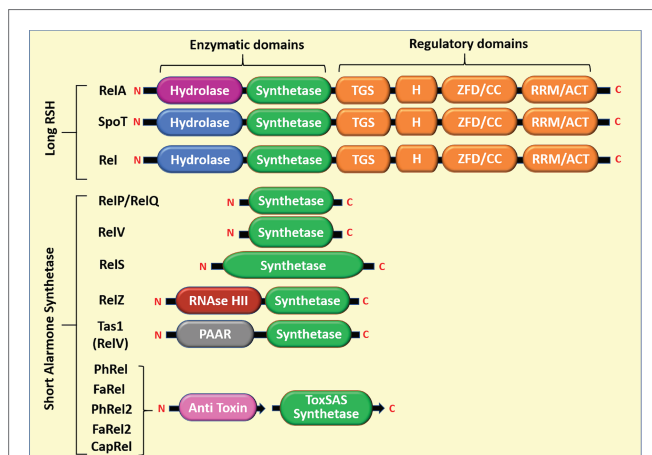 Enzymatic domains Regulatory domains
Long RSH
RelA N Hydrolase Synthetase TGS H ZFD/CC RRM/ACT C
SpoT N Hydrolase Synthetase TGS H ZFD/CC RRM/ACT C
Rel N Hydrolase Synthetase TGS H ZFD/CC RRM/ACT C
Short Alarmone Synthetase
RelP/RelQ N Synthetase C
RelV N Synthetase C
RelS N Synthetase C
RelZ N RNAse HII Synthetase C
Tas1 N PAAR Synthetase C
(RelV)
PhRel
FaRel
PhRel2 N Anti Toxin ToxSAS C
Synthetase
FaRel2
CapRel